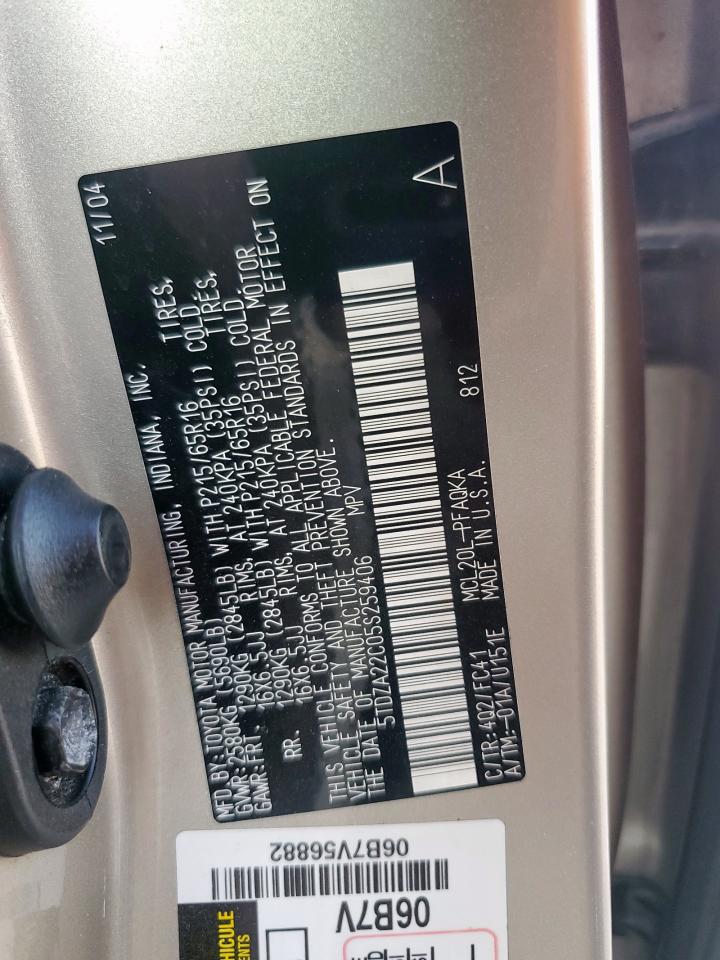 MFD BY:TOYOTA MOTOR MANUFACTURING, INDIANA, INC. 11/04
GVWR:2580KG (5690LB)
GAWR:FR. 1290KG (2845LB) WITH P215/65R16 TIRES,
16X6.5JJ RIMS, AT 240KPA (35PSI) COLD.
RR. 1290KG (2845LB) WITH P215/65R16 TIRES,
16X6.5JJ RIMS, AT 240KPA (35PSI) COLD.
THIS VEHICLE CONFORMS TO ALL APPLICABLE FEDERAL MOTOR
VEHICLE SAFETY AND THEFT PREVENTION STANDARDS IN EFFECT ON
THE DATE OF MANUFACTURE SHOWN ABOVE.
5TDZA22C05S259406 MPV
A
C/TR:4Q2/FC41 MCL20L-PFAQKA 812
A/TM:-01A/U151E MADE IN U.S.A.
06B7V56882
06B7V